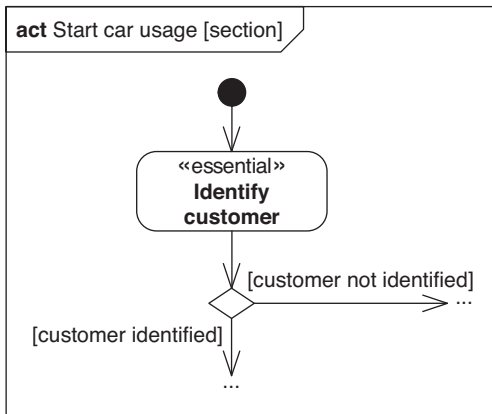 act Start car usage [section]
«essential»
Identify
customer
[customer not identified]
...
[customer identified]
...